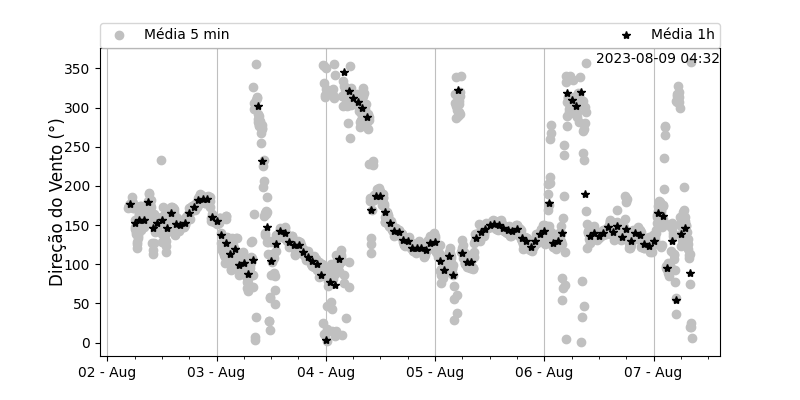 Média 5 min
Média 1h
2023-08-09 04:32
350
300
250
200
150
100
50
0
Direção do Vento (°)
02 - Aug
03 - Aug
04 - Aug
05 - Aug
06 - Aug
07 - Aug